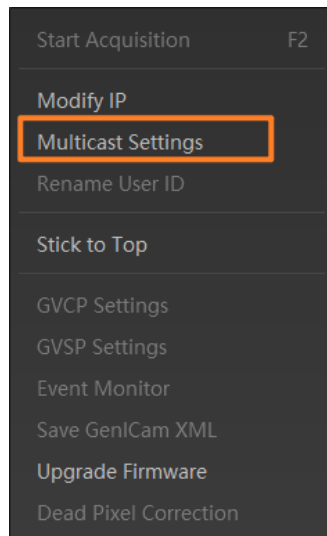 Start Acquisition F2
Modify IP
Multicast Settings
Rename User ID
Stick to Top
GVCP Settings
GVSP Settings
Event Monitor
Save GenICam XML
Upgrade Firmware
Dead Pixel Correction